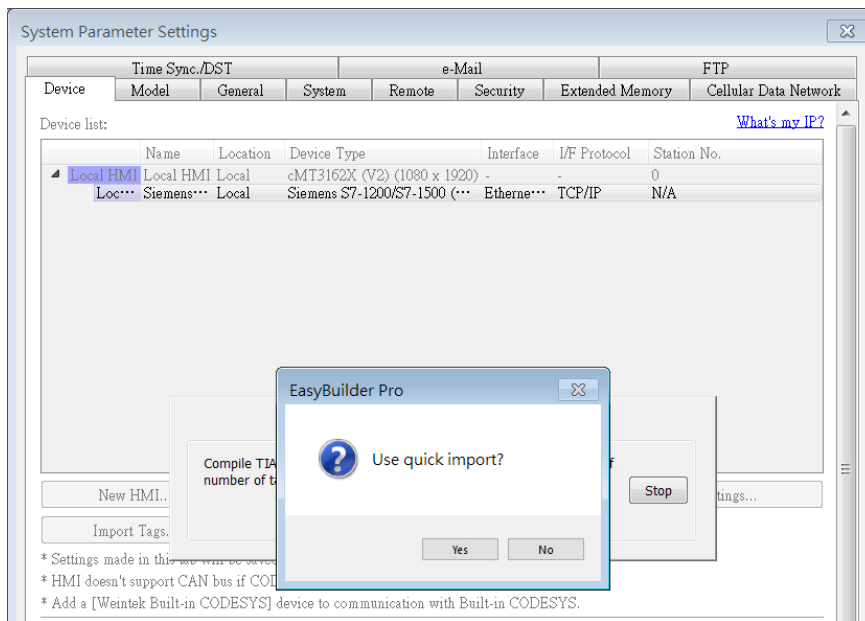 System Parameter Settings
Time Sync./DST e-Mail FTP
Device Model General System Remote Security Extended Memory Cellular Data Network
Device list: What's my IP?
Name Location Device Type Interface I/F Protocol Station No.
Local HMI Local HMI Local cMT3162X (V2) (1080 x 1920) - - 0
Loc... Siemens... Local Siemens S7-1200/S7-1500 (... Etherne... TCP/IP N/A
EasyBuilder Pro
Use quick import?
Compile TIA
number of ta
Stop
New HMI.. tings...
Yes No
Import Tags.
* Settings made in this tab will be saved
* HMI doesn't support CAN bus if COD
* Add a [Weintek Built-in CODESYS] device to communication with Built-in CODESYS.